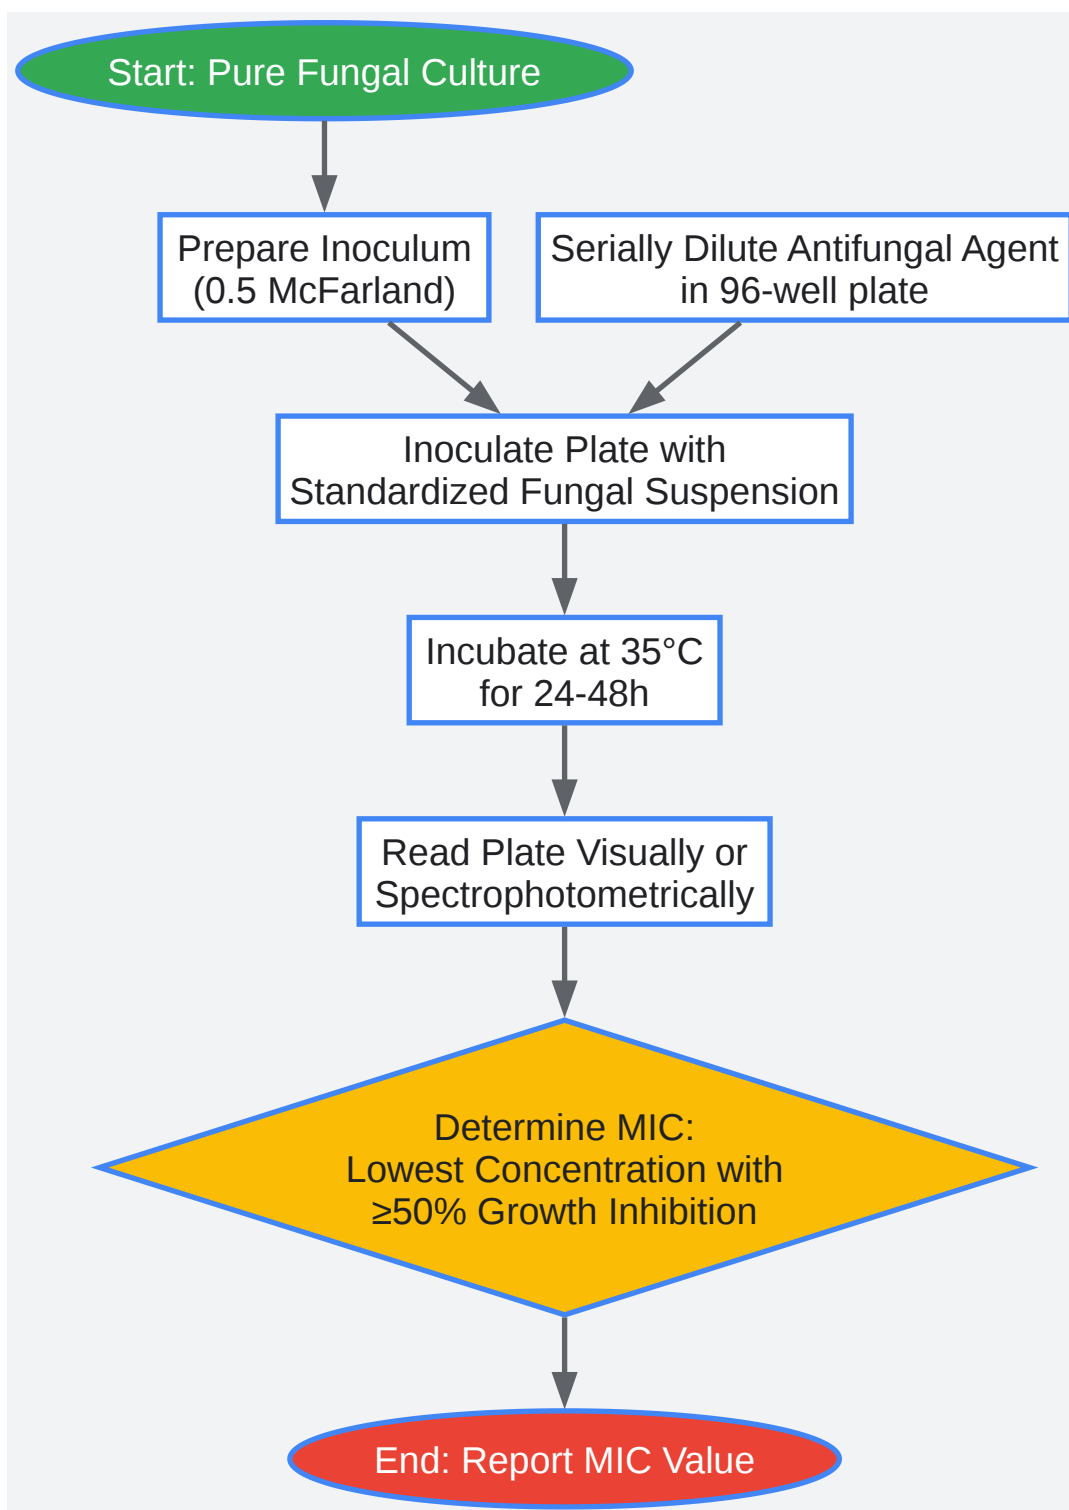 Start: Pure Fungal Culture
Prepare Inoculum
(0.5 McFarland)
Serially Dilute Antifungal Agent
in 96-well plate
Inoculate Plate with
Standardized Fungal Suspension
Incubate at 35°C
for 24-48h
Read Plate Visually or
Spectrophotometrically
Determine MIC:
Lowest Concentration with
≥50% Growth Inhibition
End: Report MIC Value